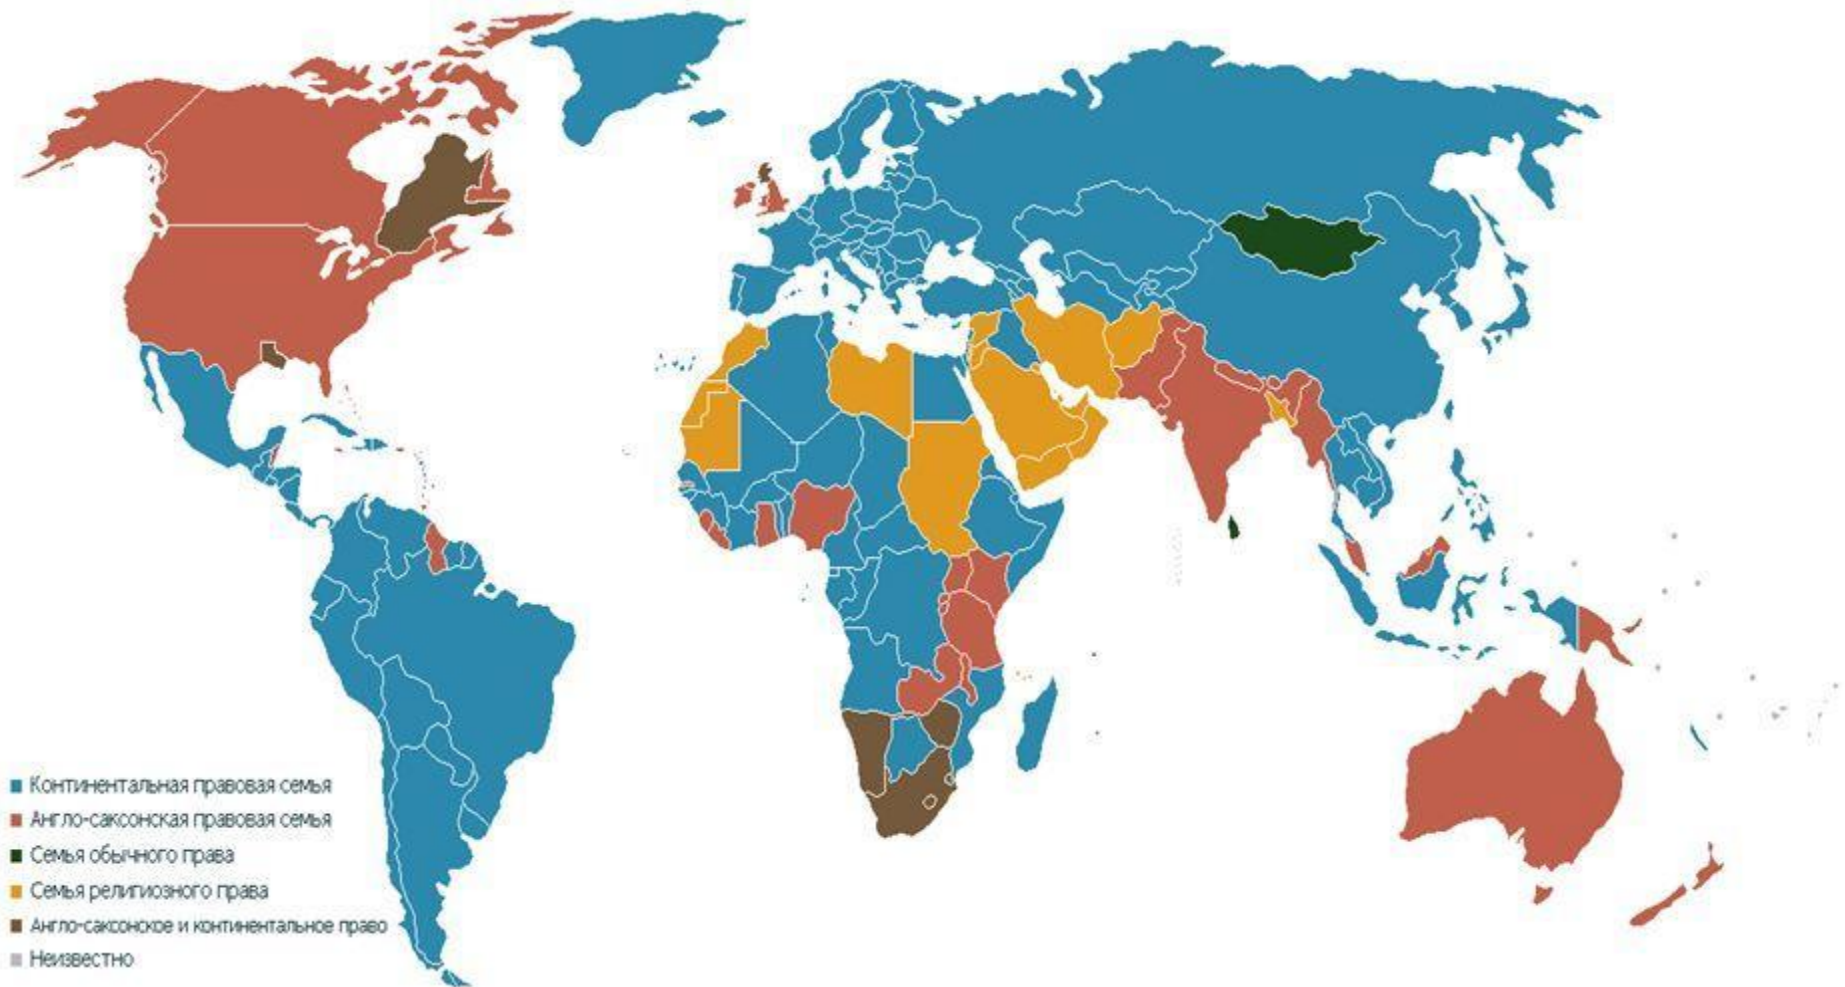 Континентальная правовая семья
Англо-саксонская правовая семья
Семья обычного права
Семья религиозного права
Англо-саксонское и континентальное право
Неизвестно